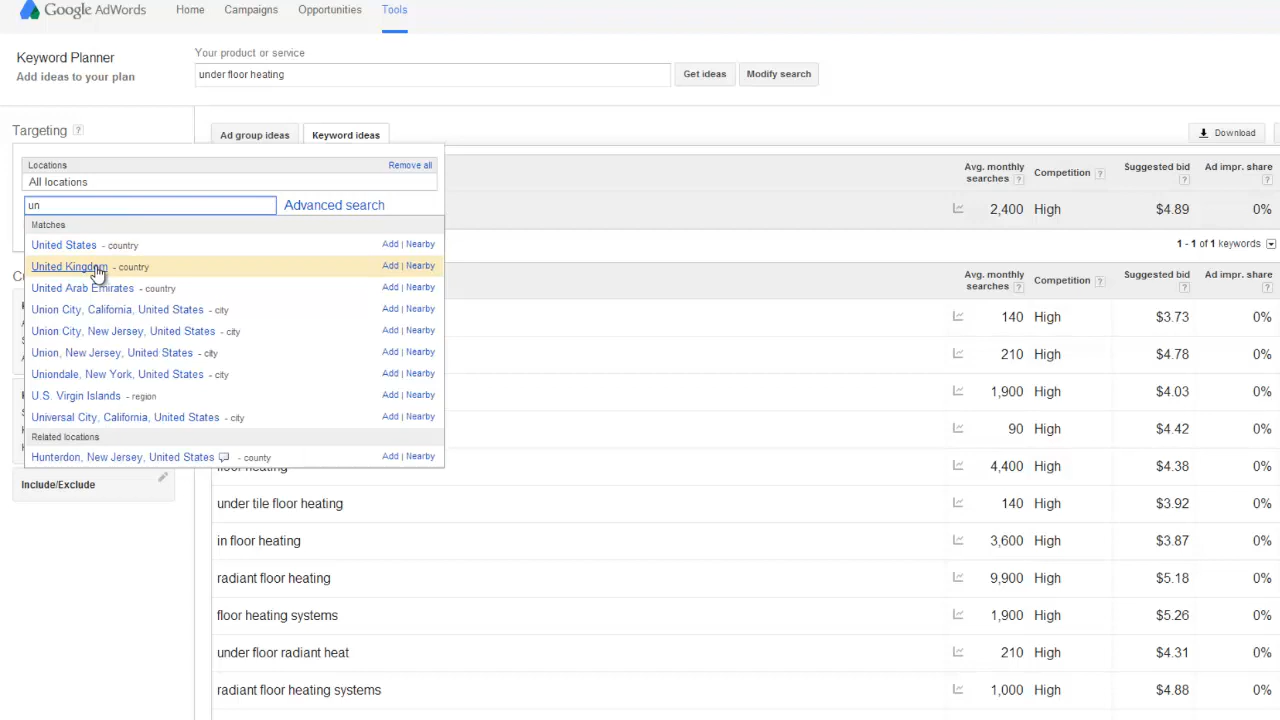 Google AdWords Home Campaigns Opportunities Tools
Keyword Planner
Add ideas to your plan
Your product or service
under floor heating Get ideas Modify search
Targeting ?
Ad group ideas Keyword ideas Download
Locations Remove all
All locations
un Advanced search
Matches
United States - country Add | Nearby
United Kingdom - country Add | Nearby
United Arab Emirates - country Add | Nearby
Union City, California, United States - city Add | Nearby
Union City, New Jersey, United States - city Add | Nearby
Union, New Jersey, United States - city Add | Nearby
Uniondale, New York, United States - city Add | Nearby
U.S. Virgin Islands - region Add | Nearby
Universal City, California, United States - city Add | Nearby
Related locations
Hunterdon, New Jersey, United States - county Add | Nearby
Include/Exclude
Avg. monthly searches ? Competition ? Suggested bid ? Ad impr. share ?
2,400 High $4.89 0%
1 - 1 of 1 keywords
Avg. monthly searches ? Competition ? Suggested bid ? Ad impr. share ?
140 High $3.73 0%
210 High $4.78 0%
1,900 High $4.03 0%
90 High $4.42 0%
floor heating 4,400 High $4.38 0%
under tile floor heating 140 High $3.92 0%
in floor heating 3,600 High $3.87 0%
radiant floor heating 9,900 High $5.18 0%
floor heating systems 1,900 High $5.26 0%
under floor radiant heat 210 High $4.31 0%
radiant floor heating systems 1,000 High $4.88 0%